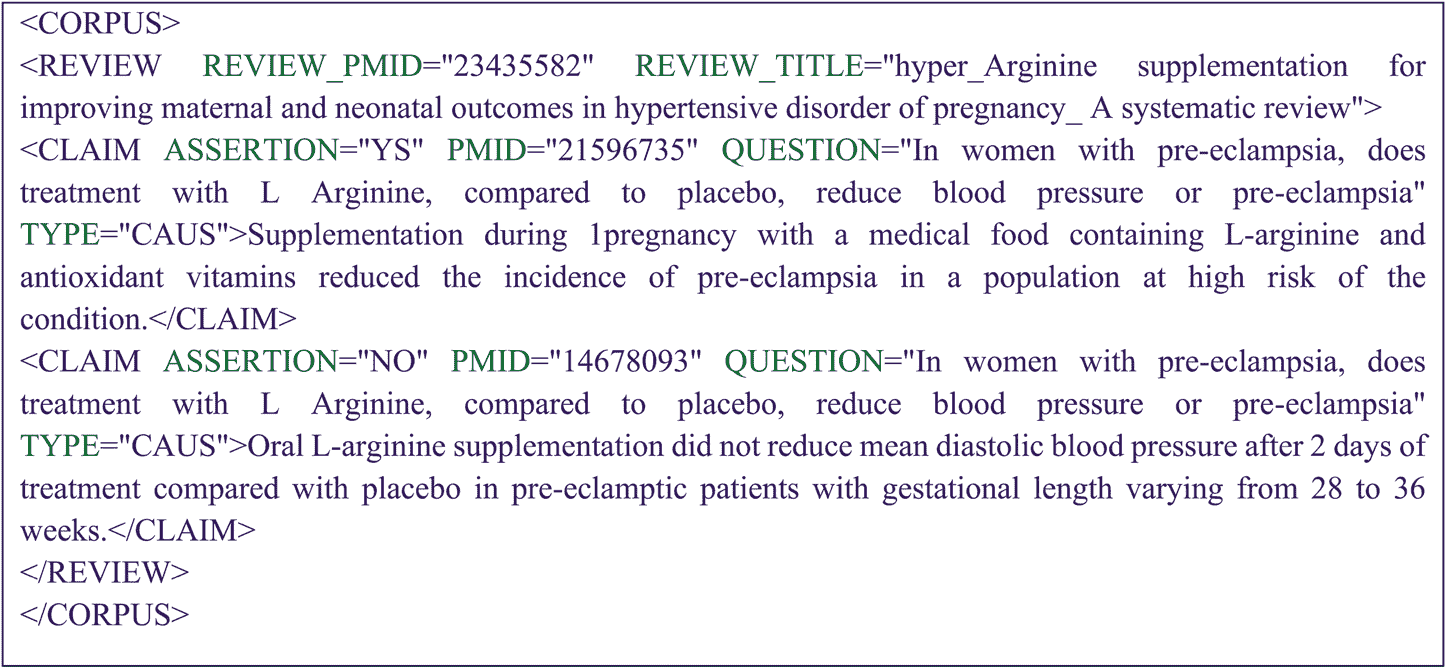 <CORPUS>
<REVIEW REVIEW_PMID="23435582" REVIEW_TITLE="hyper_Arginine supplementation for
improving maternal and neonatal outcomes in hypertensive disorder of pregnancy_ A systematic review">
<CLAIM ASSERTION="YS" PMID="21596735" QUESTION="In women with pre-eclampsia, does
treatment with L Arginine, compared to placebo, reduce blood pressure or pre-eclampsia"
TYPE="CAUS">Supplementation during 1pregnancy with a medical food containing L-arginine and
antioxidant vitamins reduced the incidence of pre-eclampsia in a population at high risk of the
condition.</CLAIM>
<CLAIM ASSERTION="NO" PMID="14678093" QUESTION="In women with pre-eclampsia, does
treatment with L Arginine, compared to placebo, reduce blood pressure or pre-eclampsia"
TYPE="CAUS">Oral L-arginine supplementation did not reduce mean diastolic blood pressure after 2 days of
treatment compared with placebo in pre-eclamptic patients with gestational length varying from 28 to 36
weeks.</CLAIM>
</REVIEW>
</CORPUS>